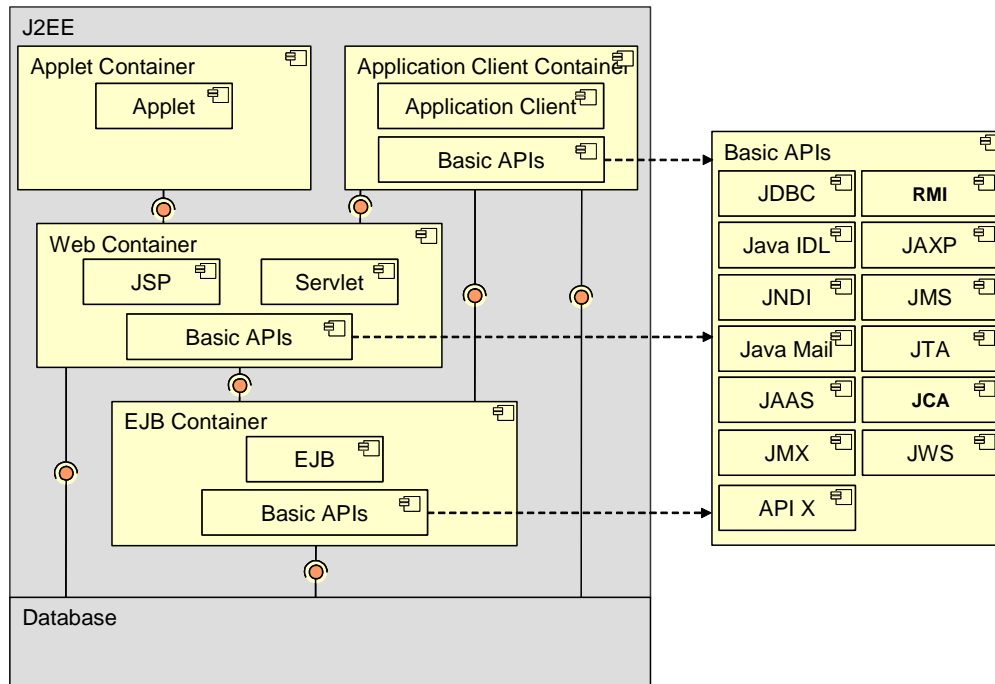 J2EE
Applet Container
Applet
Application Client Container
Application Client
Basic APIs
Web Container
JSP
Servlet
Basic APIs
EJB Container
EJB
Basic APIs
Database
Basic APIs
JDBC
RMI
Java IDL
JAXP
JNDI
JMS
Java Mail
JTA
JAAS
JCA
JMX
JWS
API X